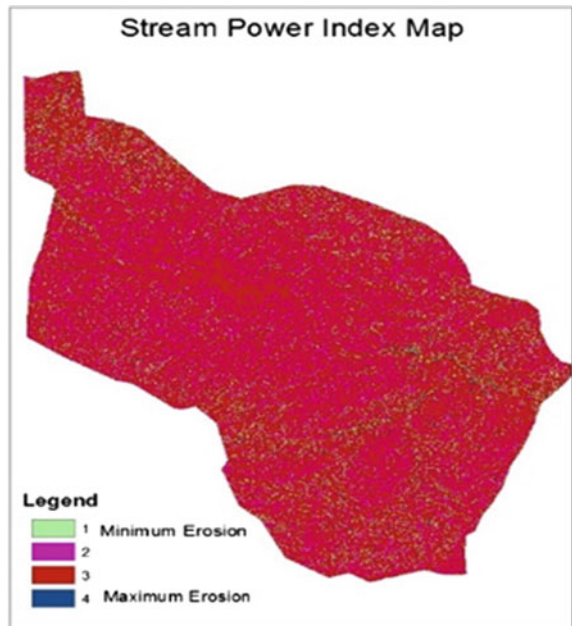 Stream Power Index Map
Legend
1 Minimum Erosion
2
3
4 Maximum Erosion